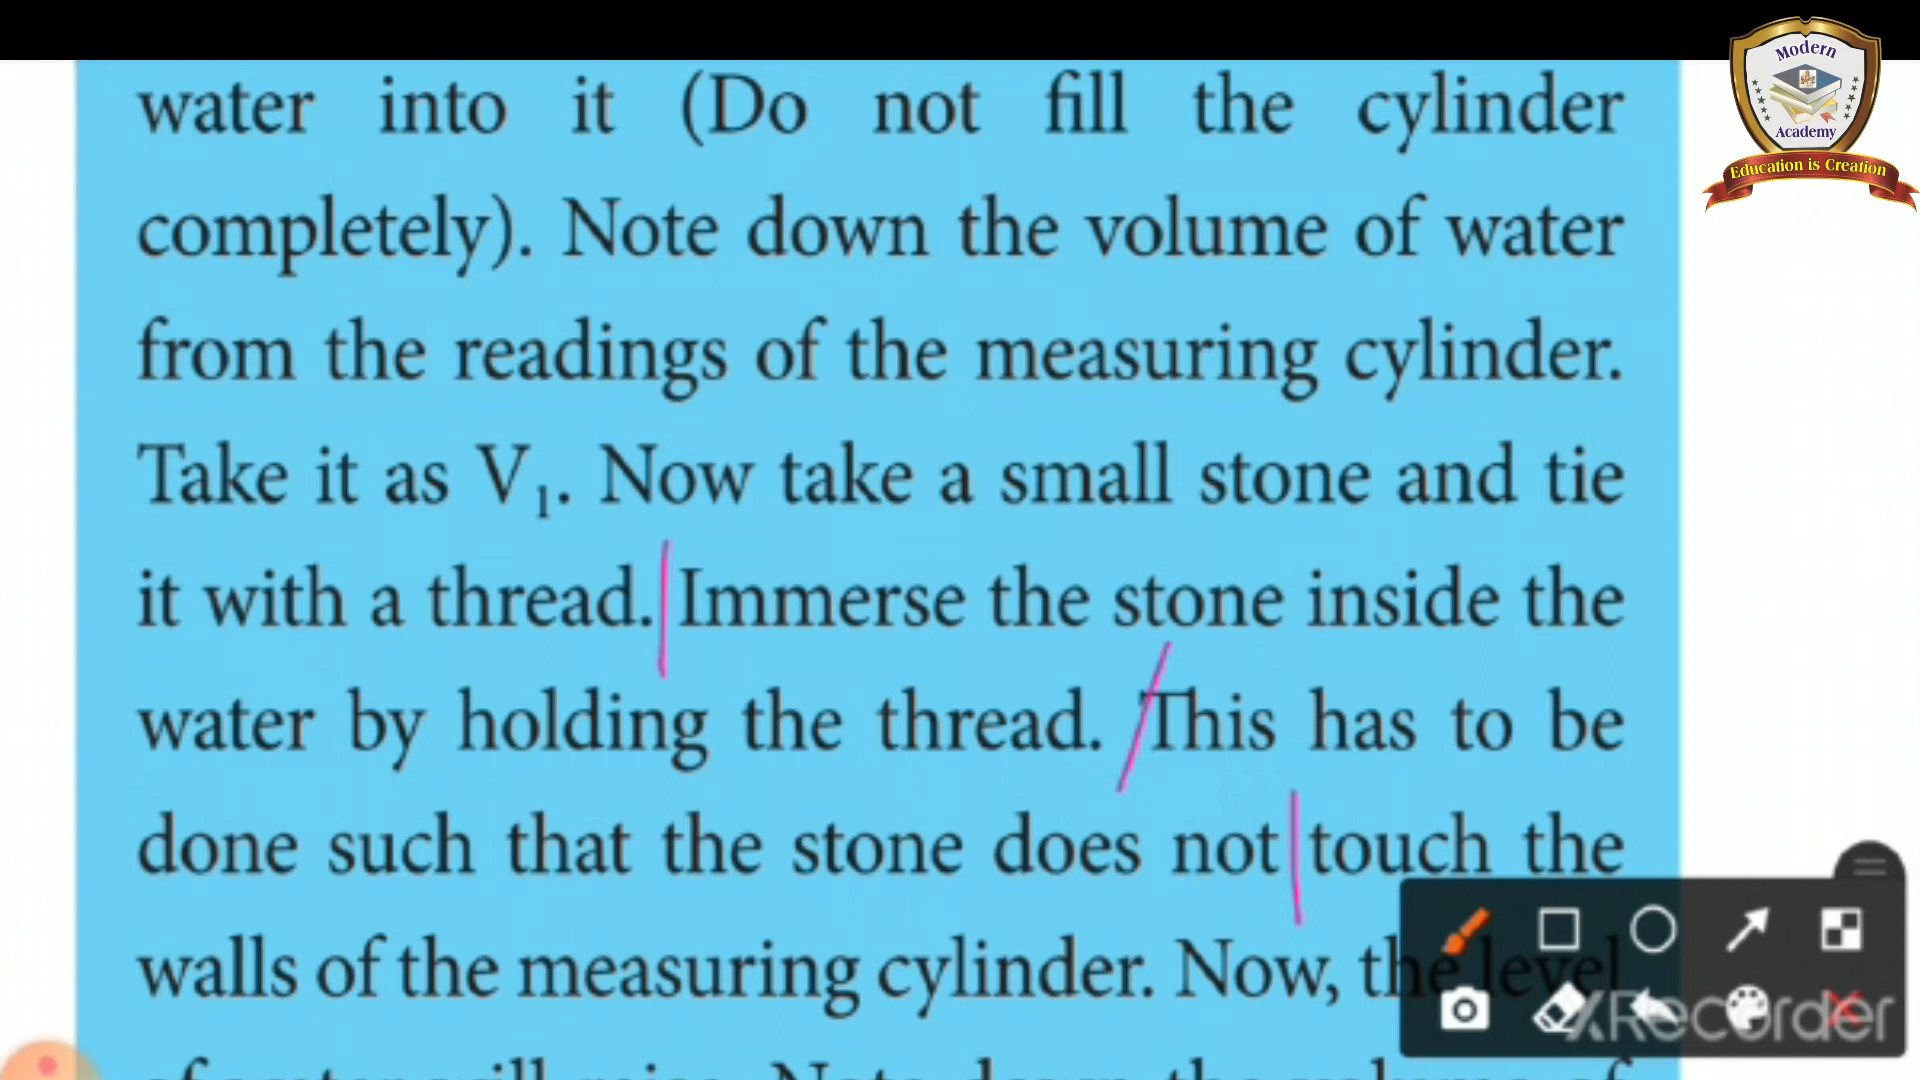 Modern
Academy
Education is Creation
water into it (Do not fill the cylinder
completely). Note down the volume of water
from the readings of the measuring cylinder.
Take it as V₁. Now take a small stone and tie
it with a thread. Immerse the stone inside the
water by holding the thread. This has to be
done such that the stone does not touch the
walls of the measuring cylinder. Now, the level
XRecorder